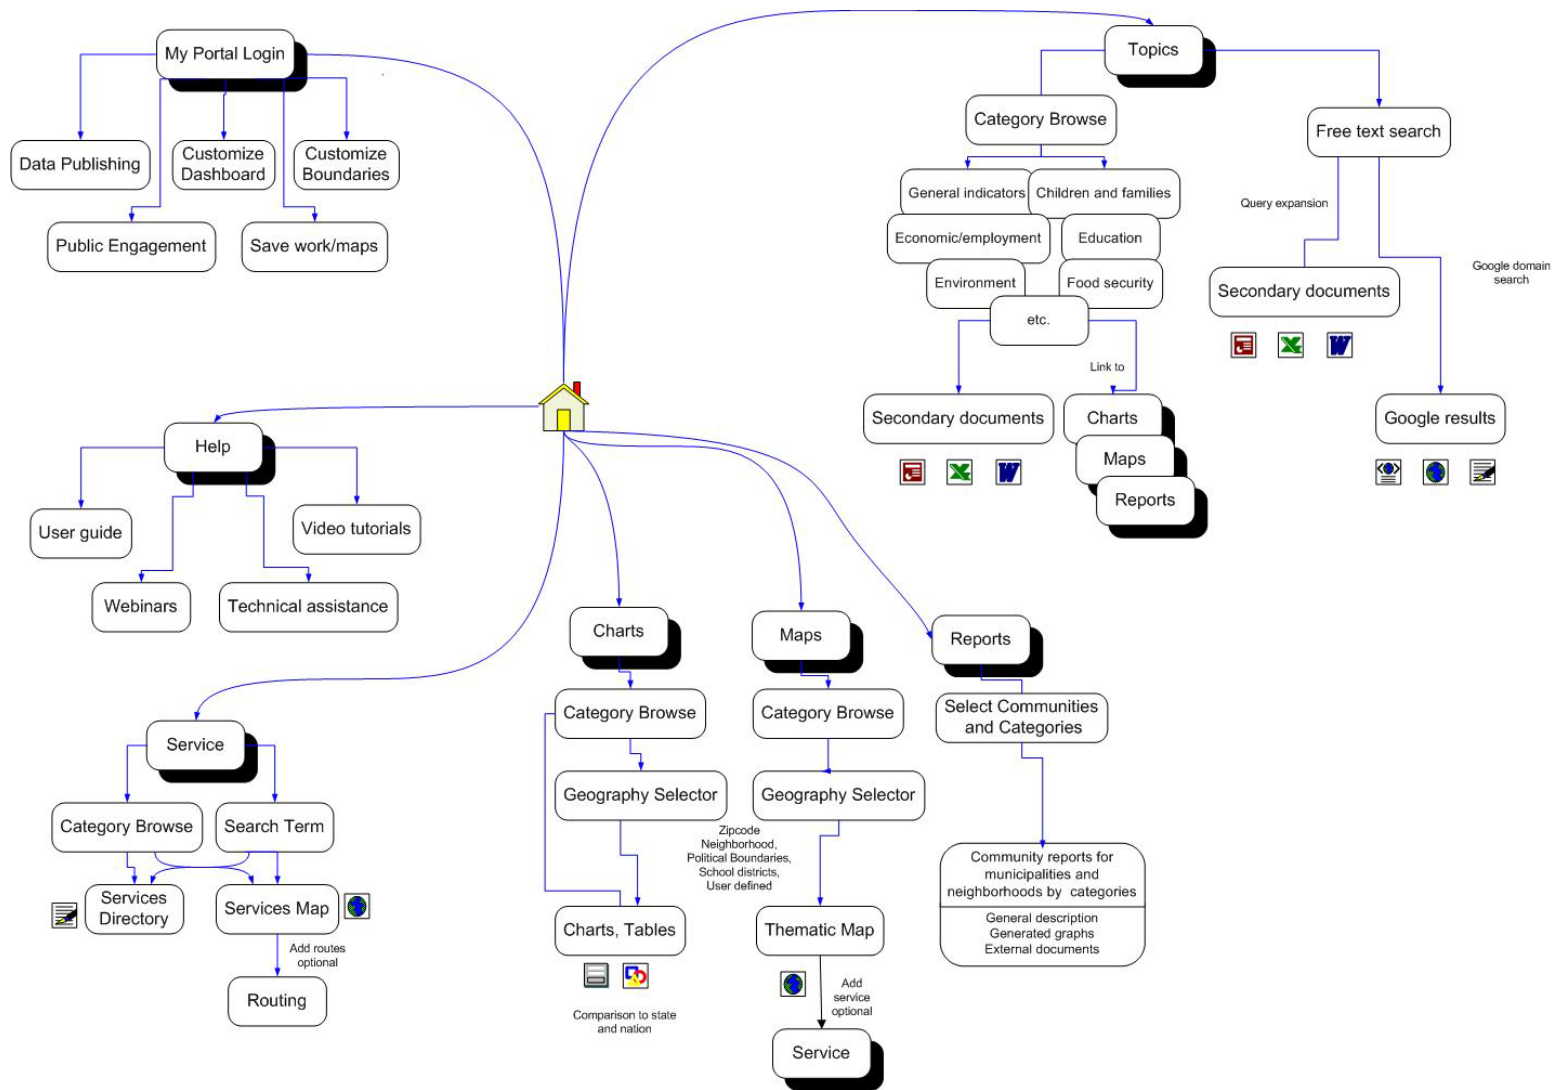 My Portal Login
Data Publishing
Customize
Dashboard
Customize
Boundaries
Public Engagement
Save work/maps
Topics
Category Browse
Free text search
General indicators
Children and families
Economic/employment
Education
Environment
Food security
etc.
Query expansion
Secondary documents
Google domain
search
Link to
Secondary documents
Charts
Maps
Reports
Google results
Help
User guide
Video tutorials
Webinars
Technical assistance
Service
Category Browse
Search Term
Services
Directory
Services Map
Add routes
optional
Routing
Charts
Category Browse
Geography Selector
Charts, Tables
Comparison to state
and nation
Maps
Category Browse
Geography Selector
Zipcode
Neighborhood,
Political Boundaries,
School districts,
User defined
Thematic Map
Add
service
optional
Service
Reports
Select Communities
and Categories
Community reports for
municipalities and
neighborhoods by categories
General description
Generated graphs
External documents